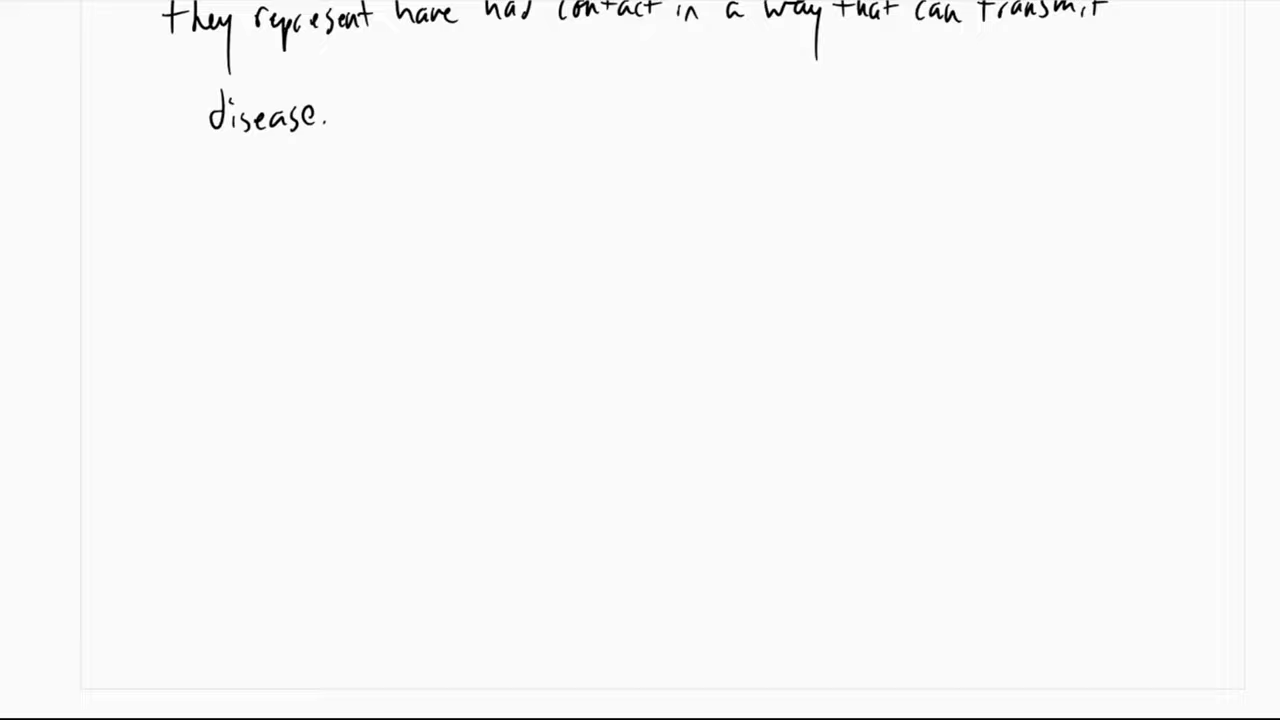 they represent have had contact in a way that can transmit
disease.